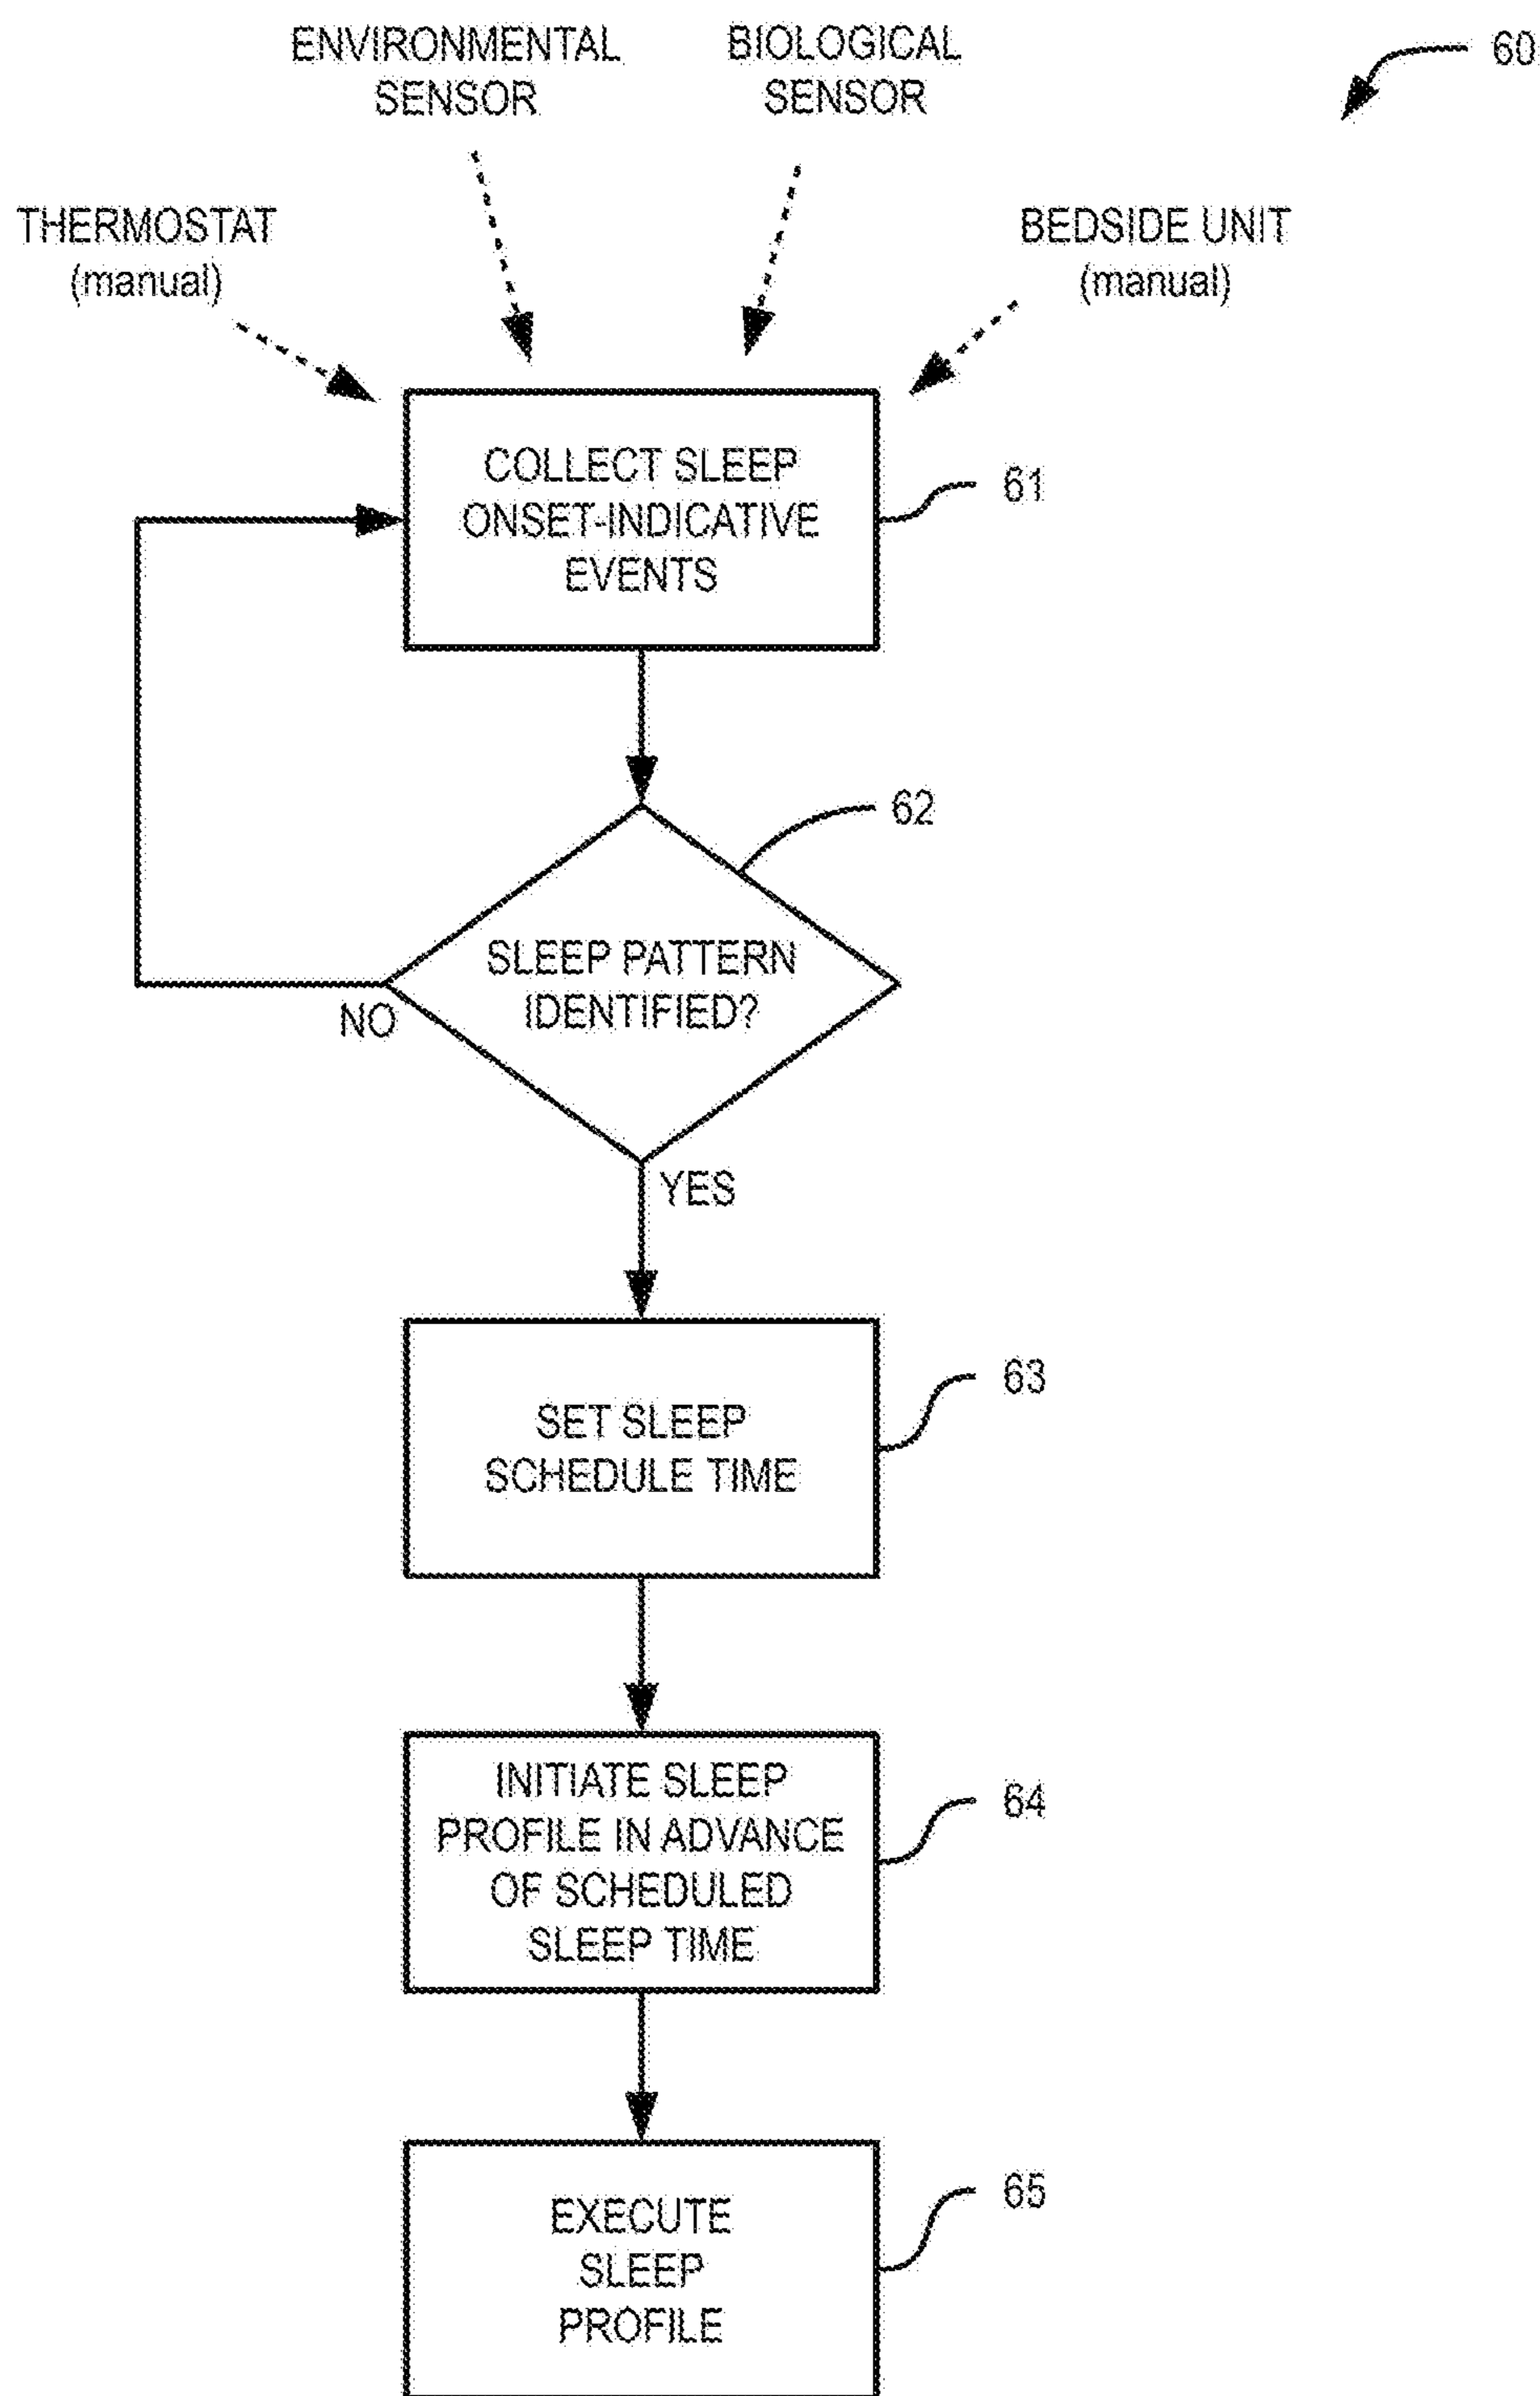 ENVIRONMENTAL
SENSOR
BIOLOGICAL
SENSOR
60
THERMOSTAT
(manual)
BEDSIDE UNIT
(manual)
COLLECT SLEEP
ONSET-INDICATIVE
EVENTS
61
62
SLEEP PATTERN
IDENTIFIED?
NO
YES
63
SET SLEEP
SCHEDULE TIME
INITIATE SLEEP
PROFILE IN ADVANCE
OF SCHEDULED
SLEEP TIME
64
EXECUTE
SLEEP
PROFILE
65